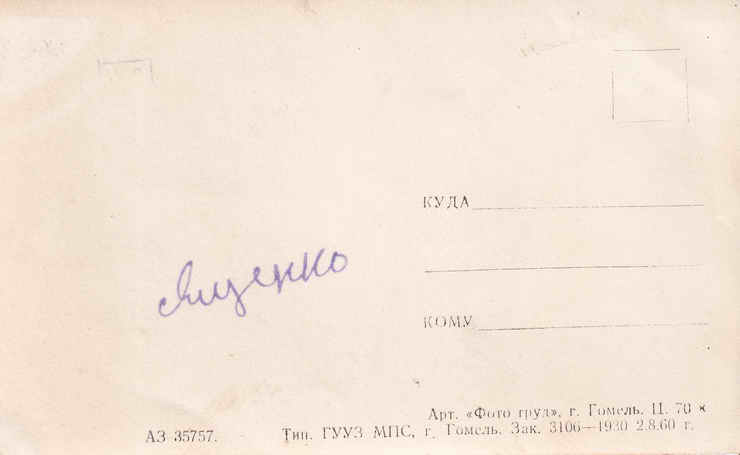 КУДА
Яценко
КОМУ
Арт. «Фото труд», г. Гомель. Ц. 70 к
АЗ 35757.
Тип. ГУУЗ МПС, г. Гомель. Зак. 3106—1930 2.8.60 г.